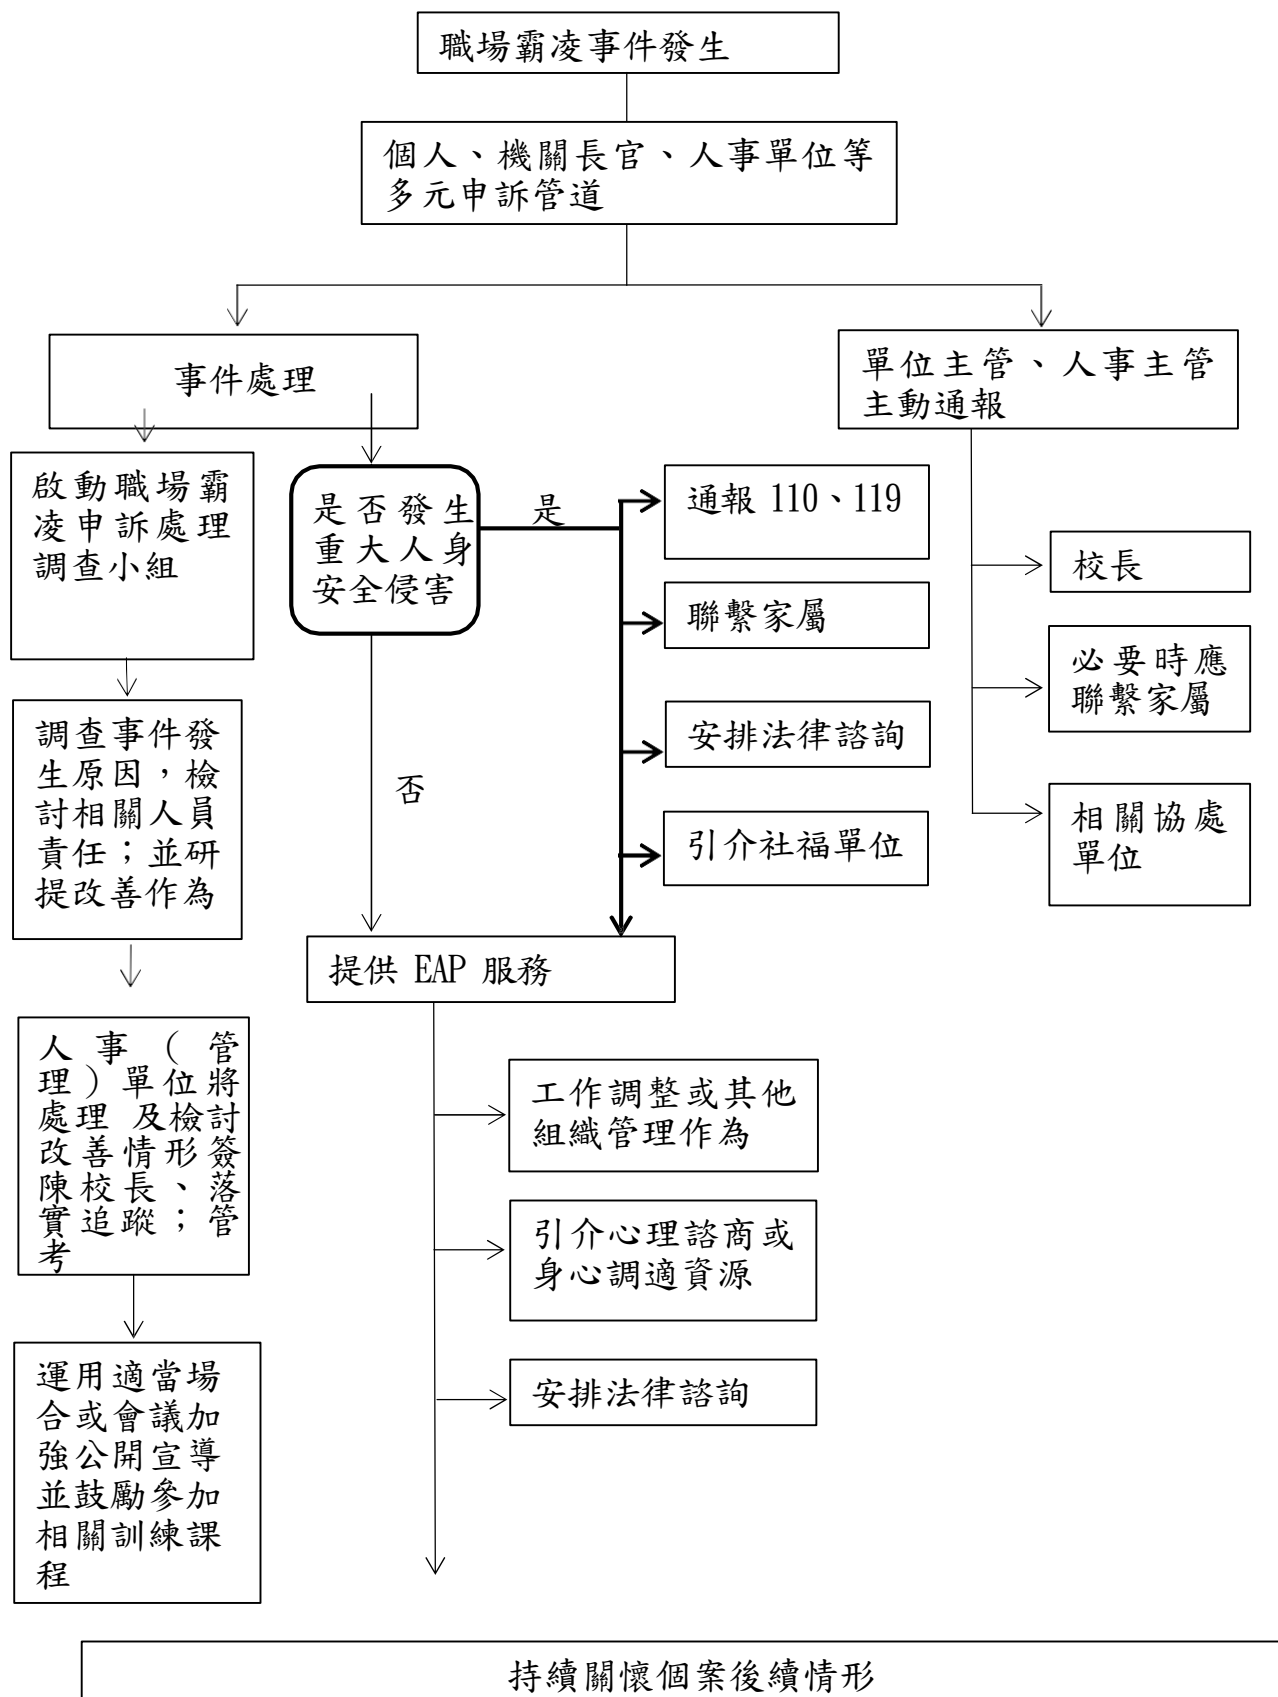 職場霸凌事件發生
個人、機關長官、人事單位等
多元申訴管道
事件處理
單位主管、人事主管
主動通報
啟動職場霸
凌申訴處理
調查小組
是否發生
重大人身
安全侵害
是
通報 110、119
聯繫家屬
安排法律諮詢
引介社福單位
校長
必要時應
聯繫家屬
相關協處
單位
調查事件發
生原因，檢
討相關人員
責任；並研
提改善作為
否
提供 EAP 服務
人事（管
理）單位將
處理 及檢討
改善情形簽
陳校長、落
實追蹤；管
考
工作調整或其他
組織管理作為
引介心理諮商或
身心調適資源
安排法律諮詢
運用適當場
合或會議加
強公開宣導
並鼓勵參加
相關訓練課
程
持續關懷個案後續情形